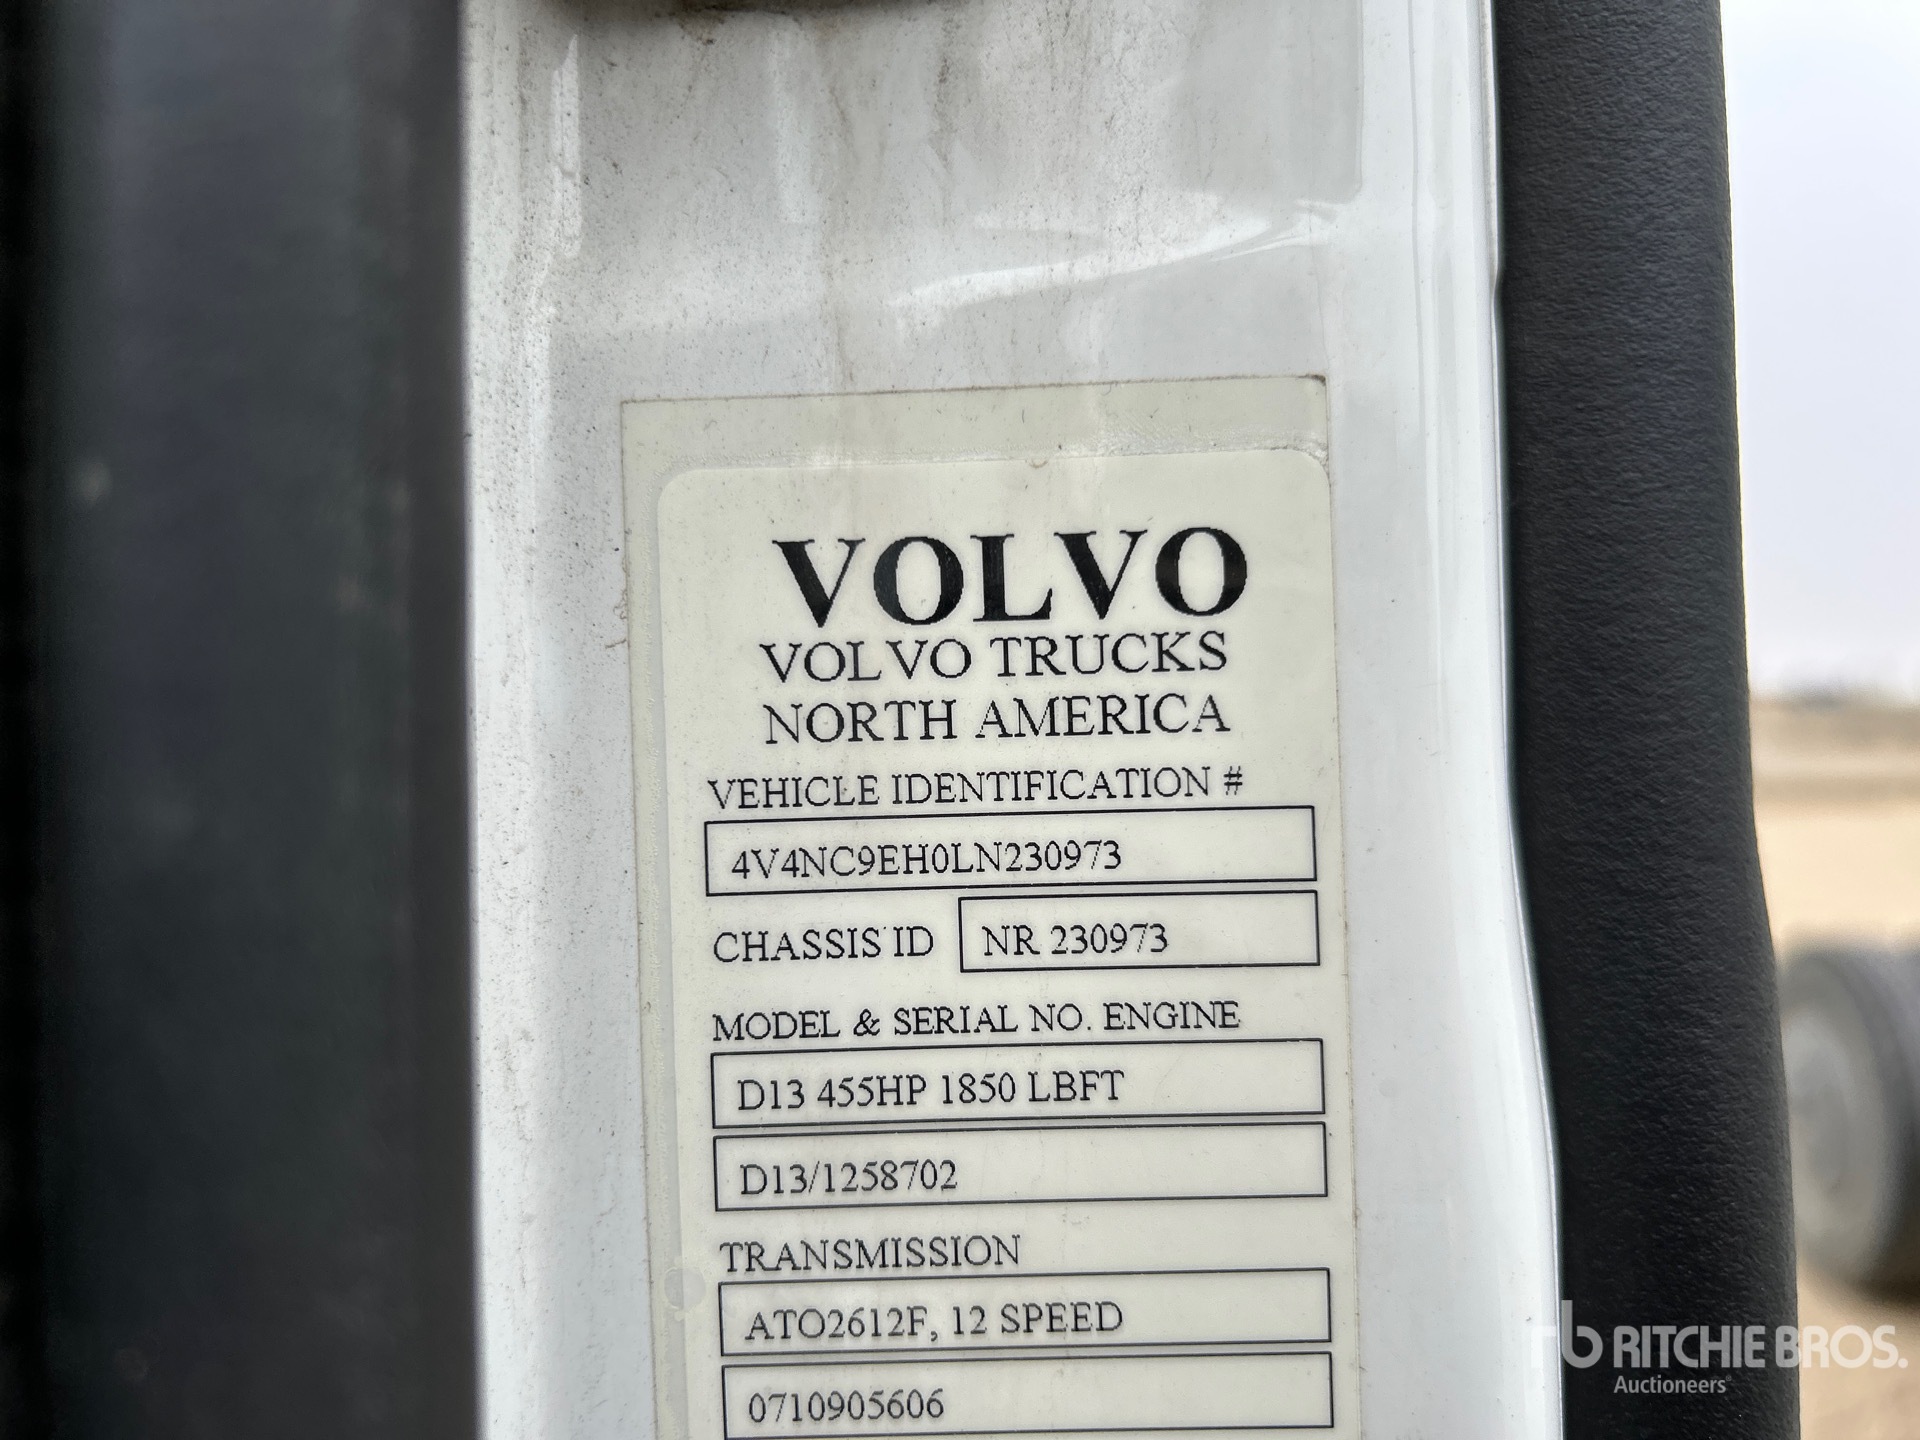 VOLVO
VOLVO TRUCKS
NORTH AMERICA
VEHICLE IDENTIFICATION #
4V4NC9EH0LN230973
CHASSIS ID NR 230973
MODEL & SERIAL NO. ENGINE
D13 455HP 1850 LBFT
D13/1258702
TRANSMISSION
ATO2612F, 12 SPEED
0710905606
rb RITCHIE BROS.
Auctioneers